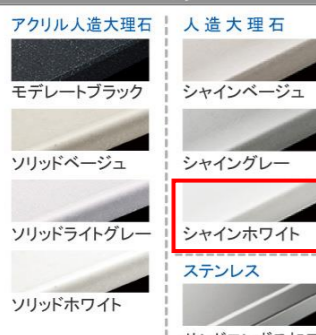 アクリル人造大理石
モデレートブラック
ソリッドベージュ
ソリッドライトグレー
ソリッドホワイト
人造大理石
シャインベージュ
シャイングレー
シャインホワイト
ステンレス